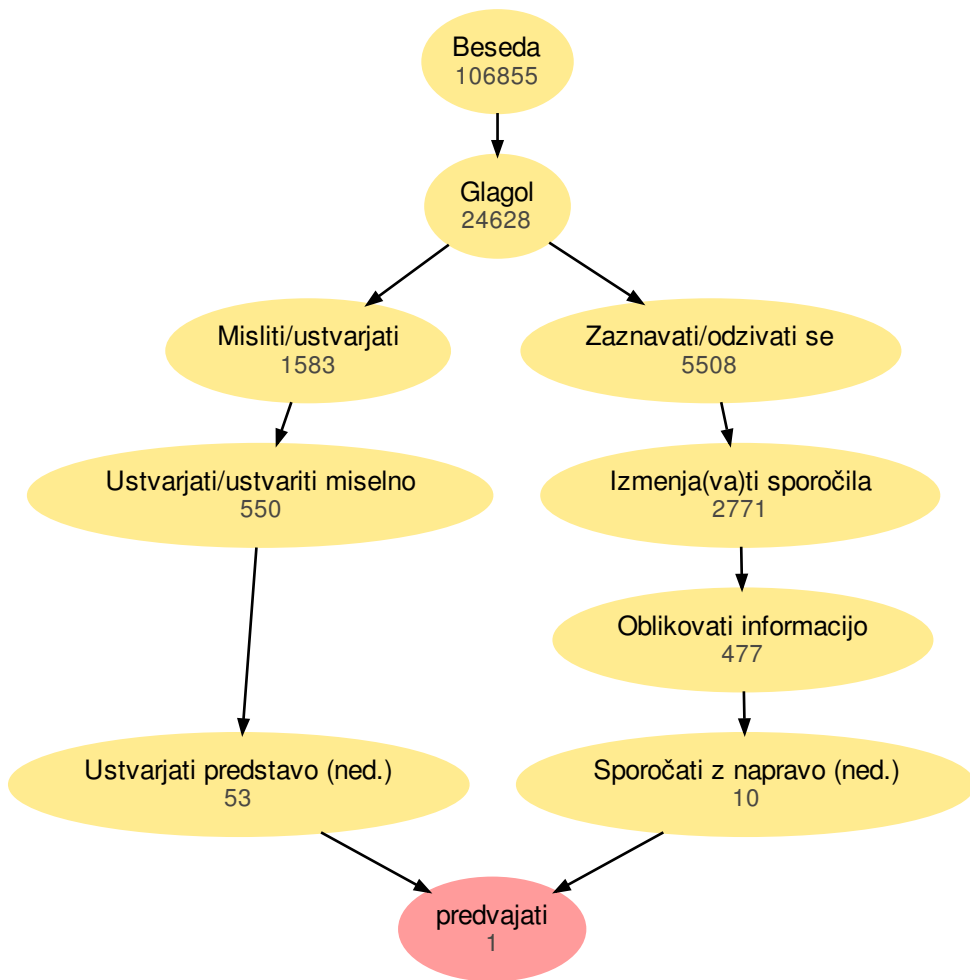 Beseda
106855
Glagol
24628
Misliti/ustvarjati
1583
Zaznavati/odzivati se
5508
Ustvarjati/ustvariti miselno
550
Izmenja(va)ti sporočila
2771
Oblikovati informacijo
477
Ustvarjati predstavo (ned.)
53
Sporočati z napravo (ned.)
10
predvajati
1